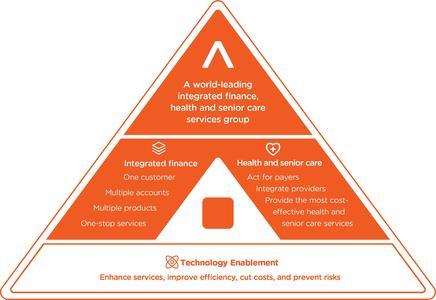 A world-leading
integrated finance,
health and senior care
services group
Integrated finance
One customer
Multiple accounts
Multiple products
One-stop services
Health and senior care
Act for payers
Integrate providers
Provide the most cost-
effective health and
senior care services
Technology Enablement
Enhance services, improve efficiency, cut costs, and prevent risks